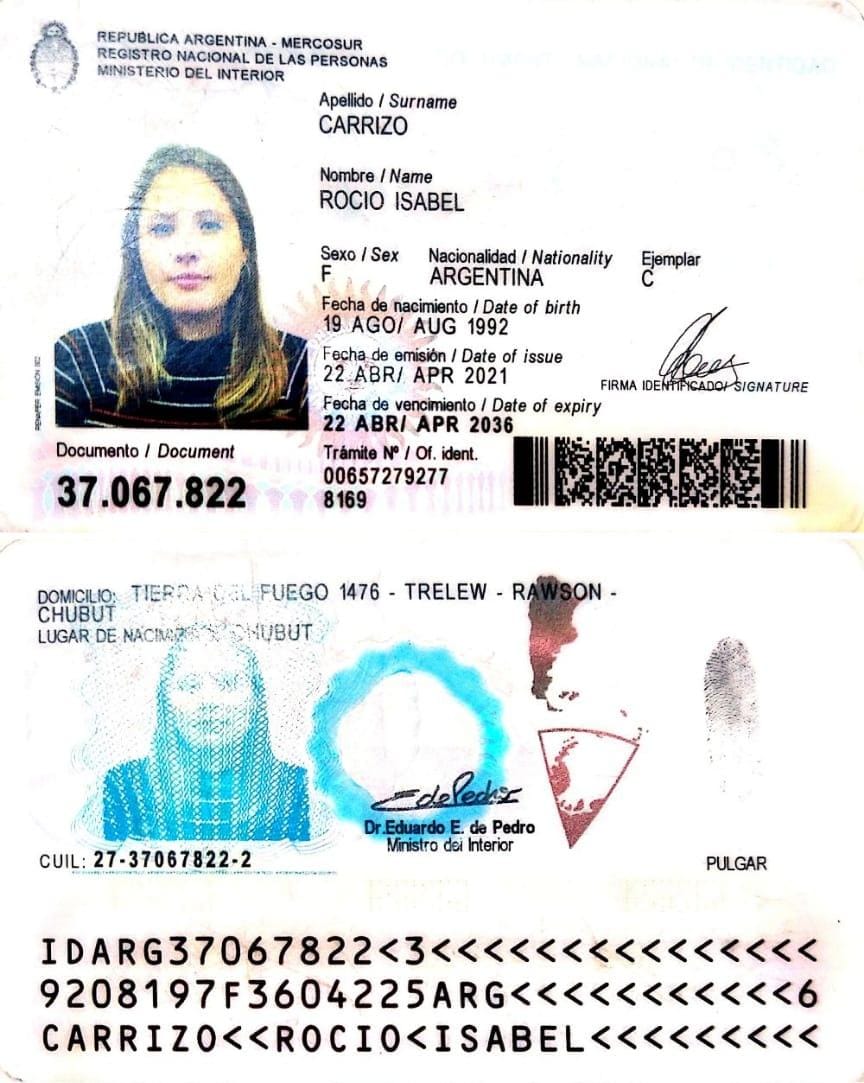 REPUBLICA ARGENTINA - MERCOSUR
REGISTRO NACIONAL DE LAS PERSONAS
MINISTERIO DEL INTERIOR
Apellido / Surname
CARRIZO
Nombre / Name
ROCIO ISABEL
Sexo / Sex Nacionalidad / Nationality Ejemplar
F ARGENTINA C
Fecha de nacimiento / Date of birth
19 AGO/ AUG 1992
Fecha de emisión / Date of issue
22 ABR/ APR 2021
FIRMA IDENTIFICADO/ SIGNATURE
Fecha de vencimiento / Date of expiry
22 ABR/ APR 2036
Documento / Document
37.067.822
Trámite Nº / Of. ident.
00657279277
8169
DOMICILIO: TIERRA DEL FUEGO 1476 - TRELEW - RAWSON -
CHUBUT
LUGAR DE CHUBUT
Dr.Eduardo E. de Pedro
Ministro del Interior
CUIL: 27-37067822-2
PULGAR
IDARG37067822<3<<<<<<<<<<<<<<<
9208197F3604225ARG<<<<<<<<<<<6
CARRIZO<<ROCIO<ISABEL<<<<<<<<<